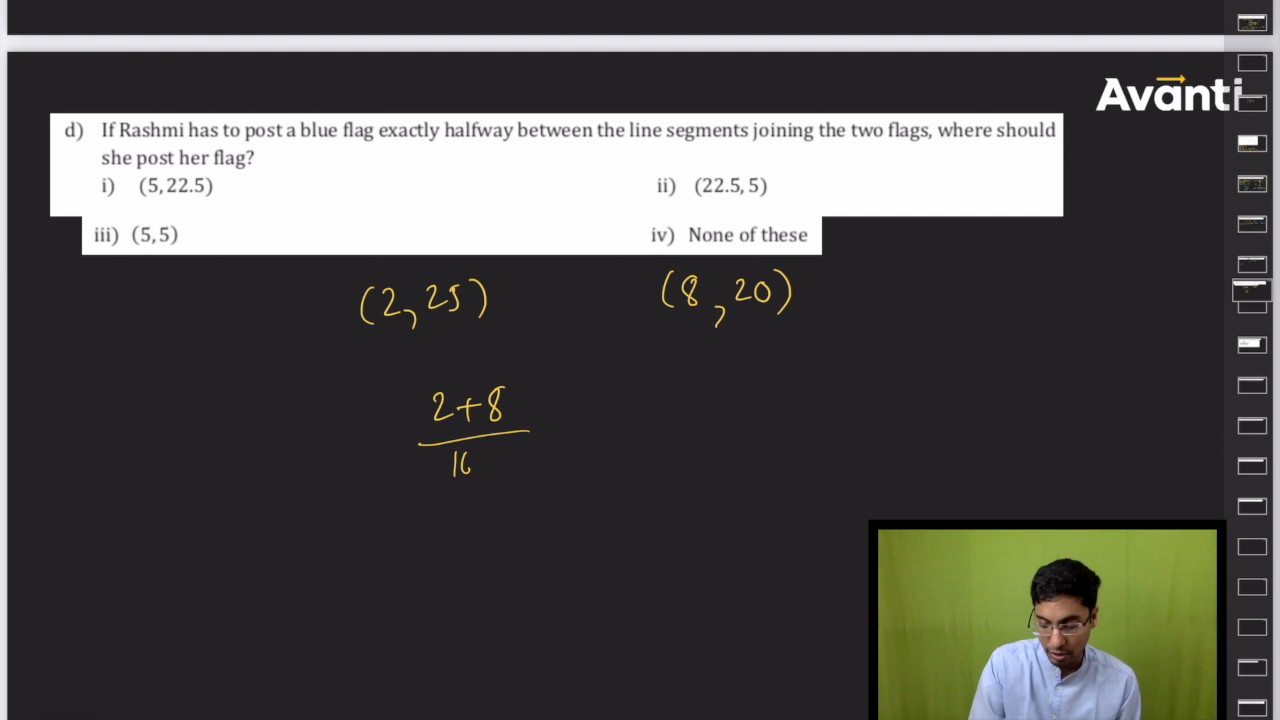 Avanti
d) If Rashmi has to post a blue flag exactly halfway between the line segments joining the two flags, where should
she post her flag?
i) (5, 22.5) ii) (22.5, 5)
iii) (5, 5) iv) None of these
(2, 25) (8, 20)
2+8
16